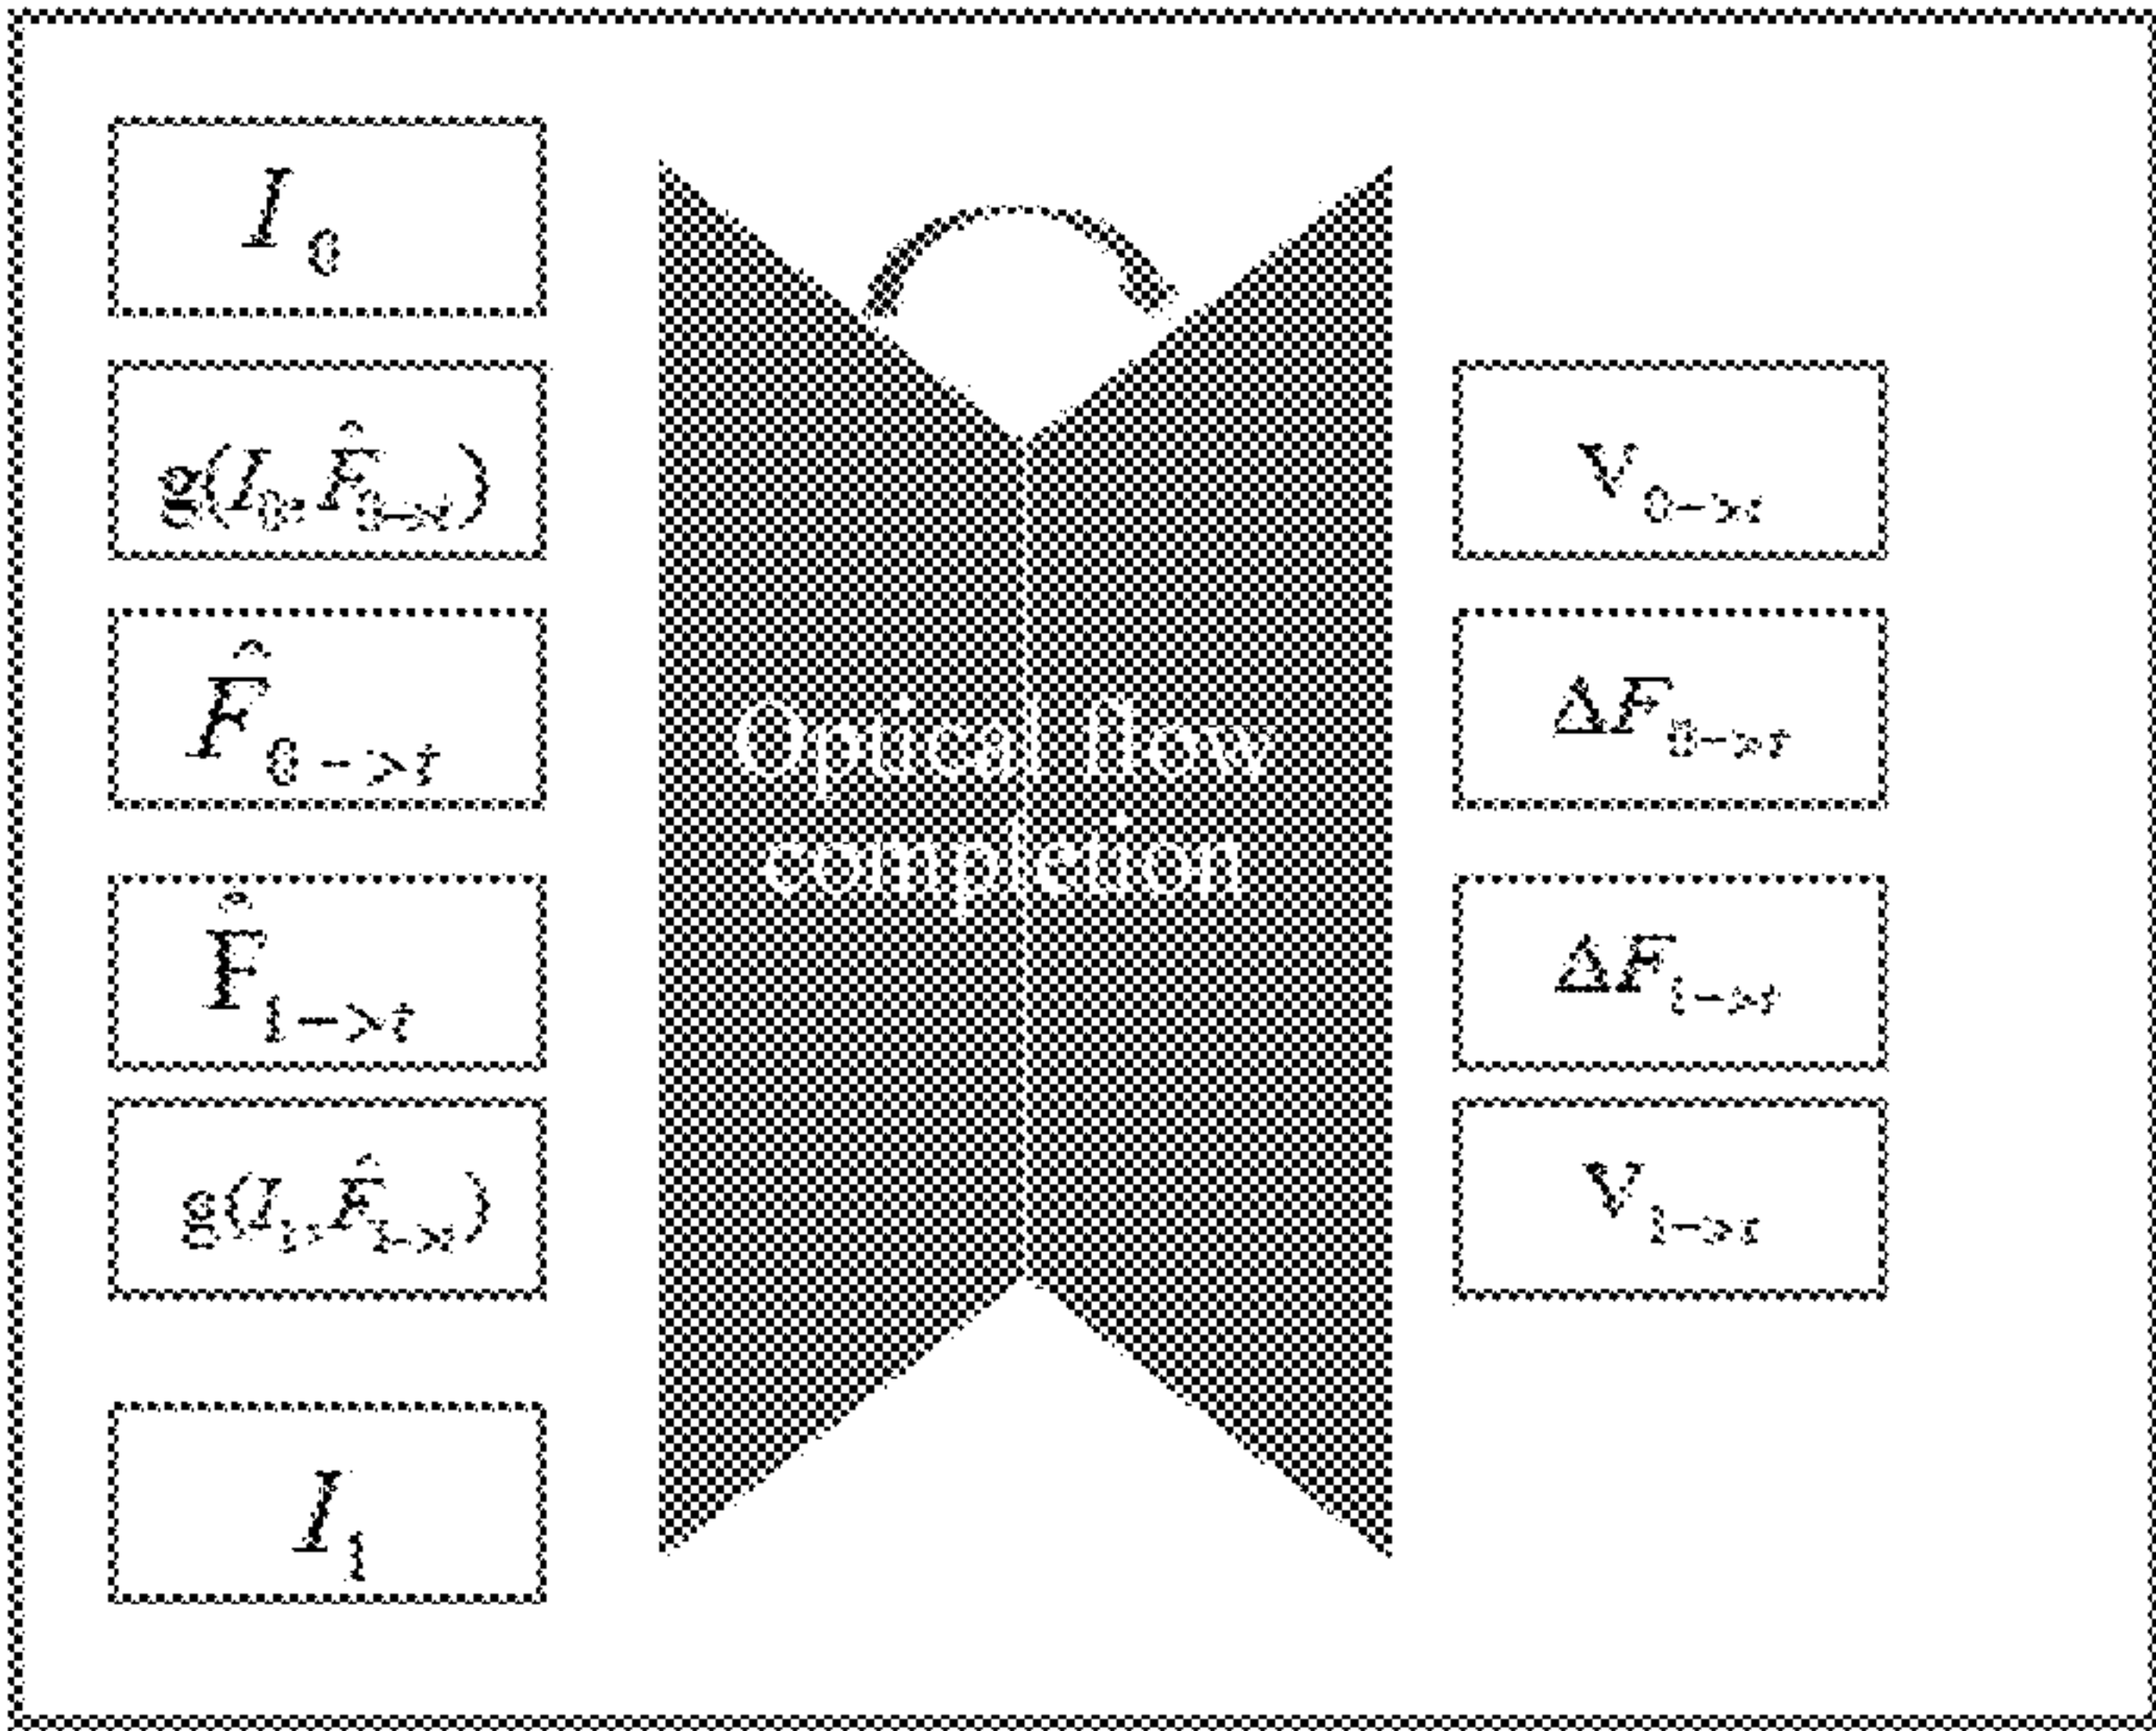 I₀
g(I₀, F̂₀₋>ₜ)
F̂₀₋>ₜ
F̂₁₋>ₜ
g(I₁, F̂₁₋>ₜ)
I₁
Optical flow
completion
V₀₋>ₜ
ΔF₀₋>ₜ
ΔF₁₋>ₜ
V₁₋>ₜ